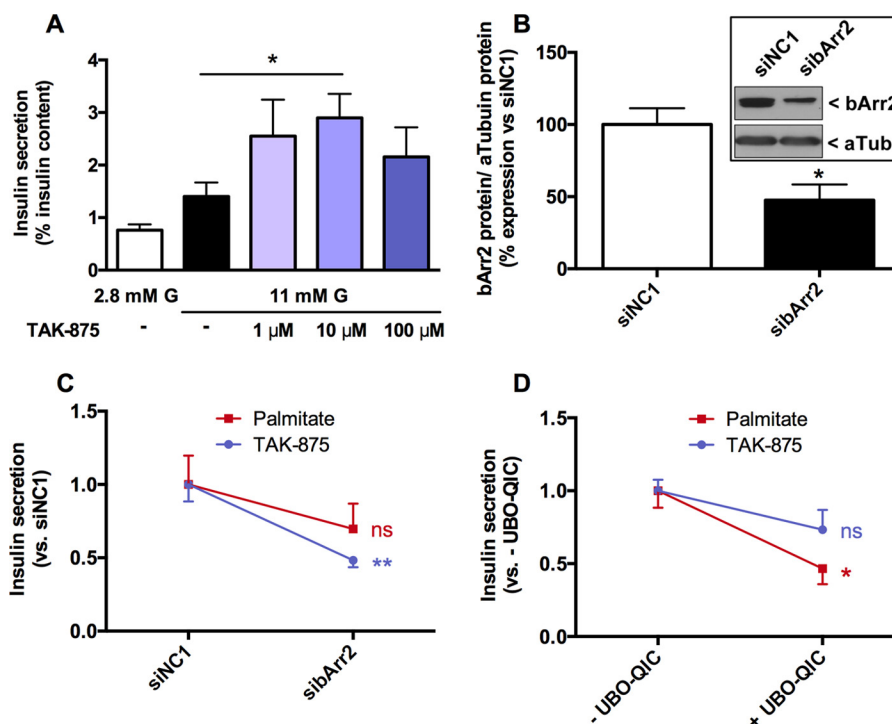 A
Insulin secretion
(% insulin content)
4
3
2
1
0
*
2.8 mM G
11 mM G
TAK-875
-
-
1 µM
10 µM
100 µM
B
bArr2 protein/ aTubuin protein
(% expression vs siNC1)
150
100
50
0
siNC1
sibArr2
< bArr2
< aTub
*
siNC1
sibArr2
C
Insulin secretion
(vs. siNC1)
1.5
1.0
0.5
0.0
Palmitate
TAK-875
ns
**
siNC1
sibArr2
D
Insulin secretion
(vs. - UBO-QIC)
1.5
1.0
0.5
0.0
Palmitate
TAK-875
ns
*
- UBO-QIC
+ UBO-QIC